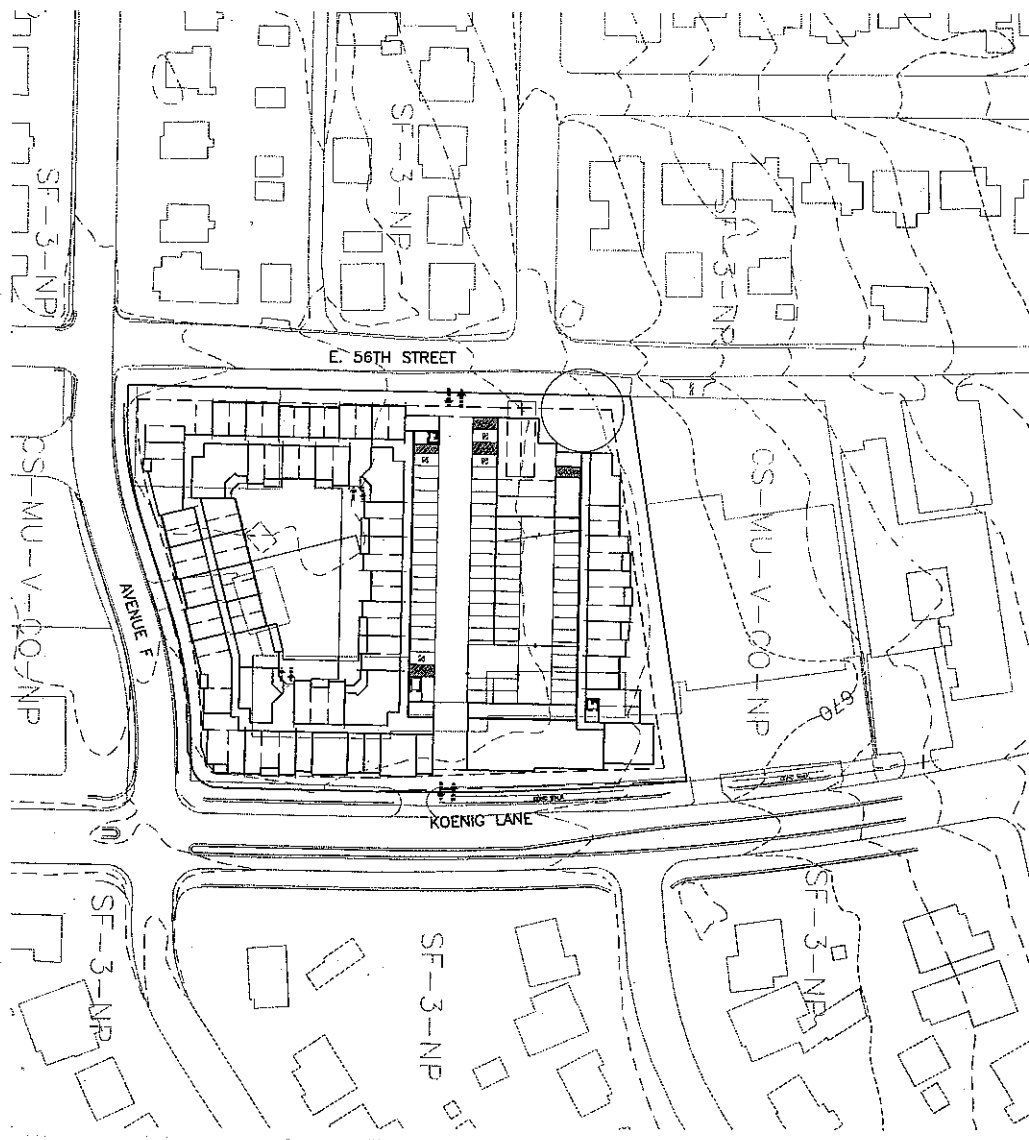 SF-3-NP
SF-3-NP
SF-3-NP
E. 56TH STREET
CS-MU-V-CO-NP
AVENUE F
CS-MU-V-CO-NP
670
KOENIG LANE
SF-3-NP
SF-3-NP
SF-3-NP